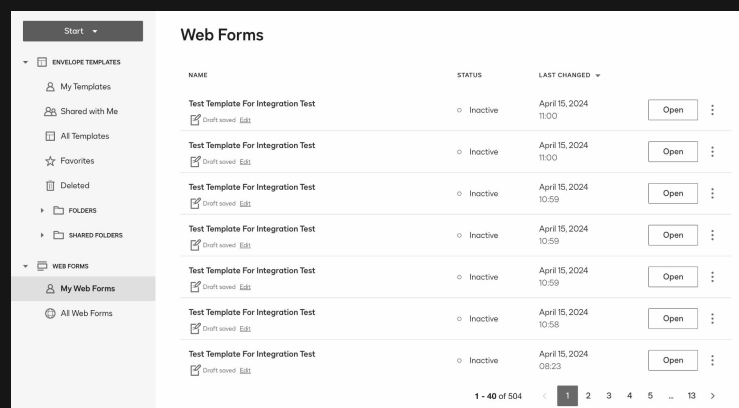 Start
ENVELOPE TEMPLATES
My Templates
Shared with Me
All Templates
Favorites
Deleted
FOLDERS
SHARED FOLDERS
WEB FORMS
My Web Forms
All Web Forms
Web Forms
NAME STATUS LAST CHANGED
Test Template For Integration Test
Draft saved Edit
Inactive
April 15, 2024
11:00
Open
Test Template For Integration Test
Draft saved Edit
Inactive
April 15, 2024
11:00
Open
Test Template For Integration Test
Draft saved Edit
Inactive
April 15, 2024
10:59
Open
Test Template For Integration Test
Draft saved Edit
Inactive
April 15, 2024
10:59
Open
Test Template For Integration Test
Draft saved Edit
Inactive
April 15, 2024
10:59
Open
Test Template For Integration Test
Draft saved Edit
Inactive
April 15, 2024
10:58
Open
Test Template For Integration Test
Draft saved Edit
Inactive
April 15, 2024
08:23
Open
1 - 40 of 504 < 1 2 3 4 5 ... 13 >